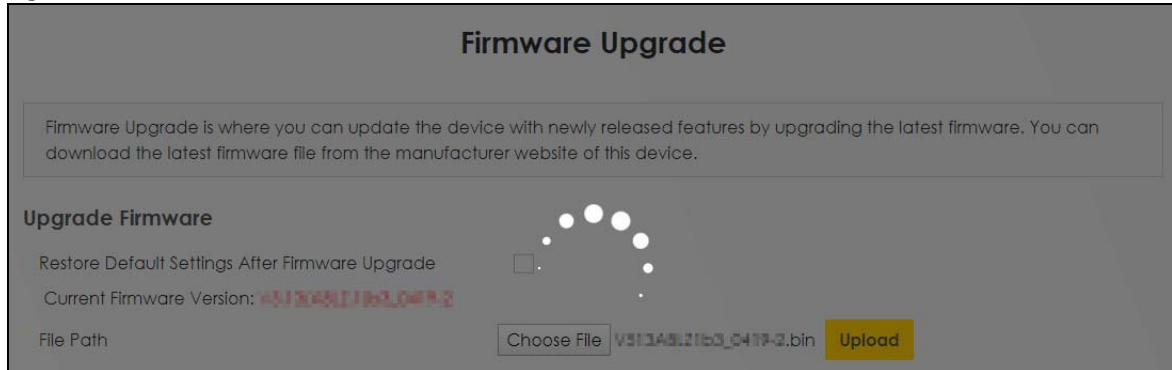 Firmware Upgrade
Firmware Upgrade is where you can update the device with newly released features by upgrading the latest firmware. You can
download the latest firmware file from the manufacturer website of this device.
Upgrade Firmware
Restore Default Settings After Firmware Upgrade
Current Firmware Version:
File Path Choose File .bin Upload